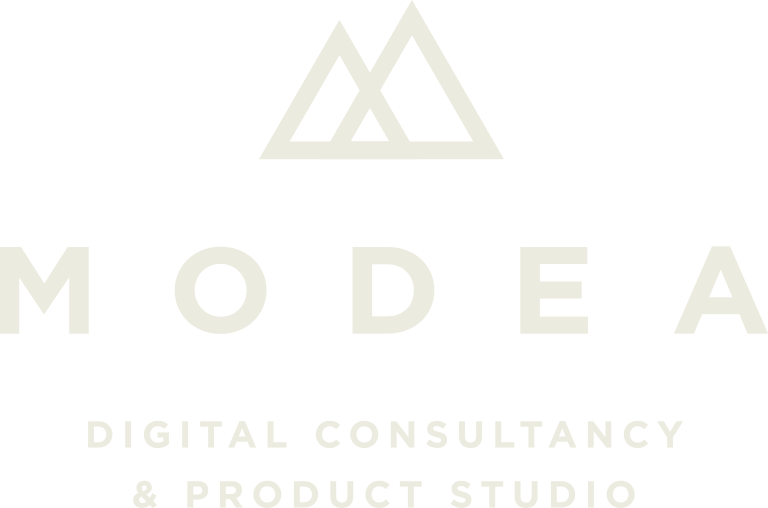 MODEA
DIGITAL CONSULTANCY
& PRODUCT STUDIO